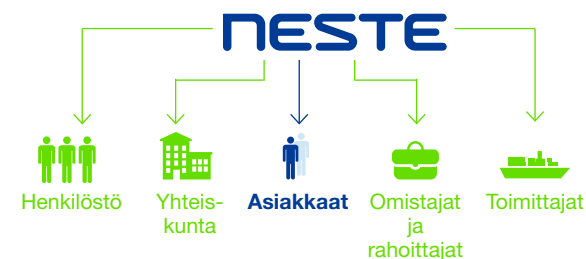 NESTE
Henkilöstö
Yhteis-
kunta
Asiakkaat
Omistajat
ja
rahoittajat
Toimittajat